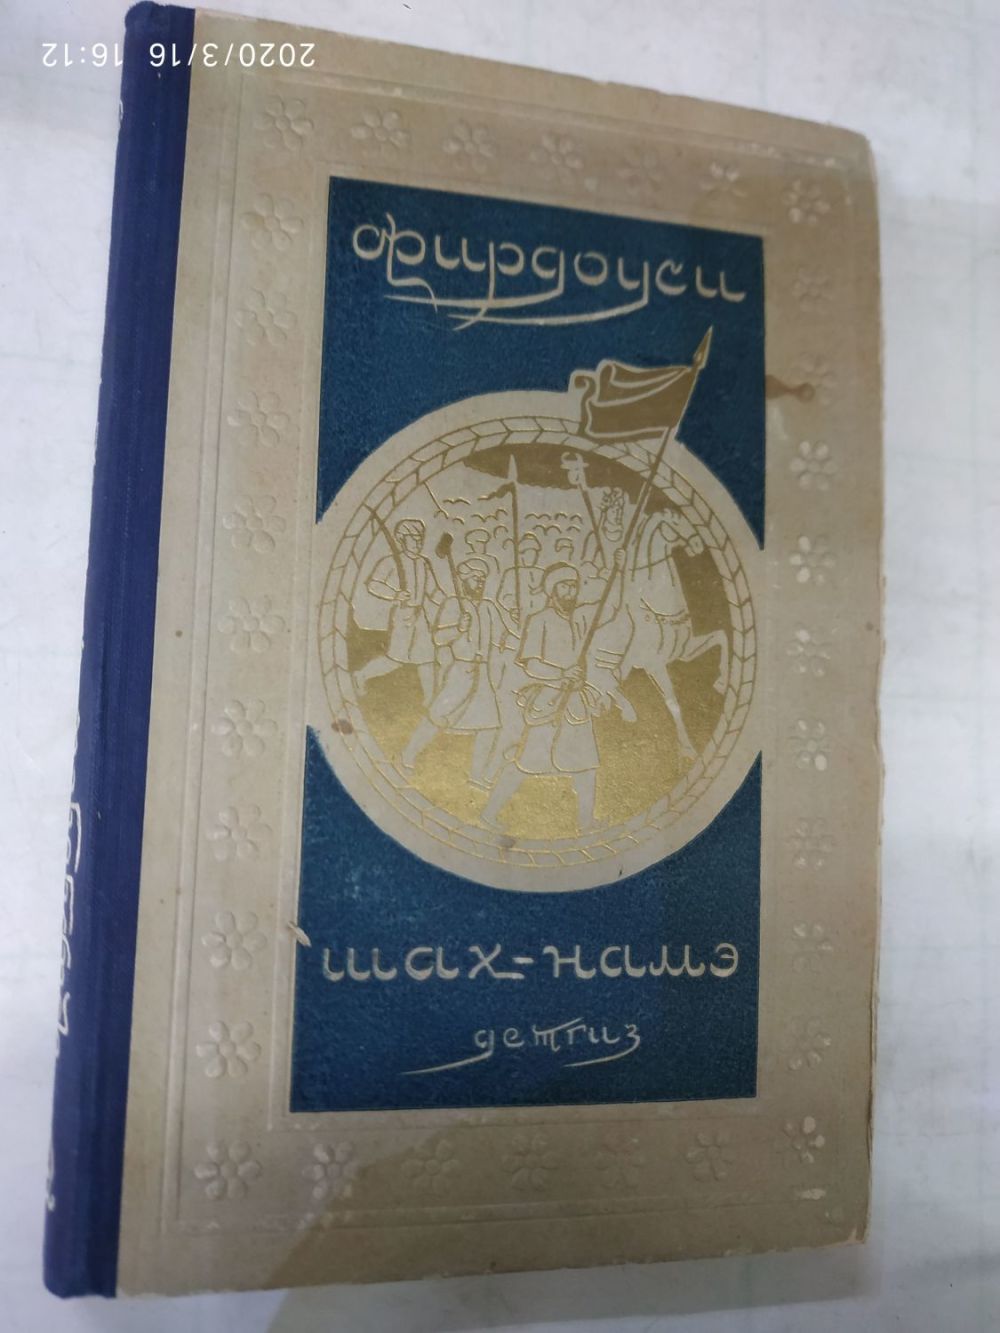 2020/3/16 16:12
фирдоуси
шах-намэ
детгиз